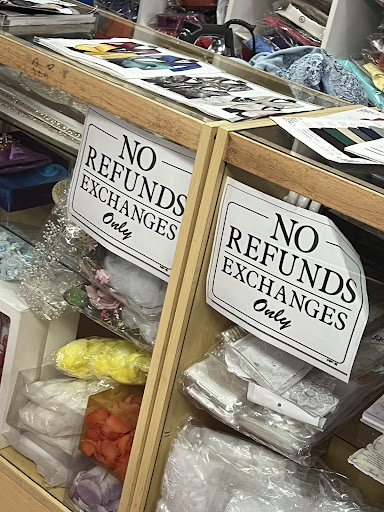 NO
REFUNDS
EXCHANGES
Only
NO
REFUNDS
EXCHANGES
Only